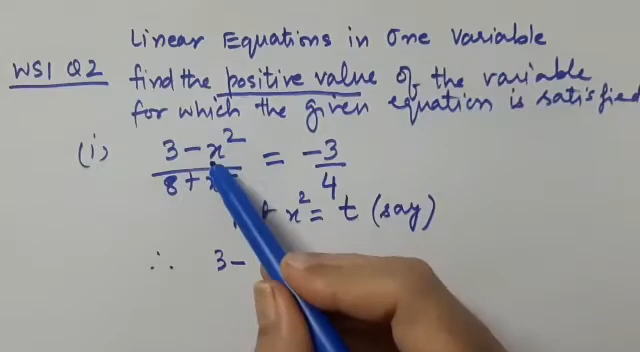 Linear Equations in One Variable
WS1 Q2 find the positive value of the variable
for which the given equation is satisfied
(i) 3-x² / 8+x = -3/4
x² = t (say)
∴ 3-